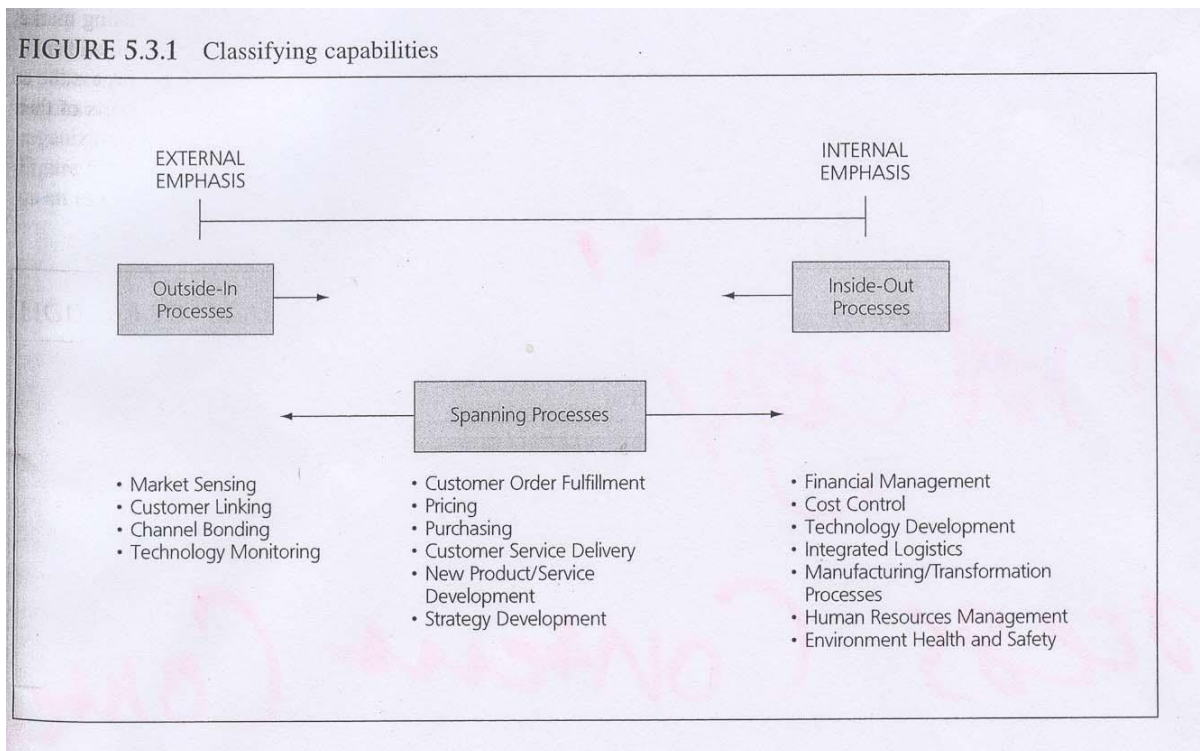 FIGURE 5.3.1 Classifying capabilities
EXTERNAL
EMPHASIS
INTERNAL
EMPHASIS
Outside-In
Processes
Inside-Out
Processes
Spanning Processes
• Market Sensing
• Customer Linking
• Channel Bonding
• Technology Monitoring
• Customer Order Fulfillment
• Pricing
• Purchasing
• Customer Service Delivery
• New Product/Service
Development
• Strategy Development
• Financial Management
• Cost Control
• Technology Development
• Integrated Logistics
• Manufacturing/Transformation
Processes
• Human Resources Management
• Environment Health and Safety